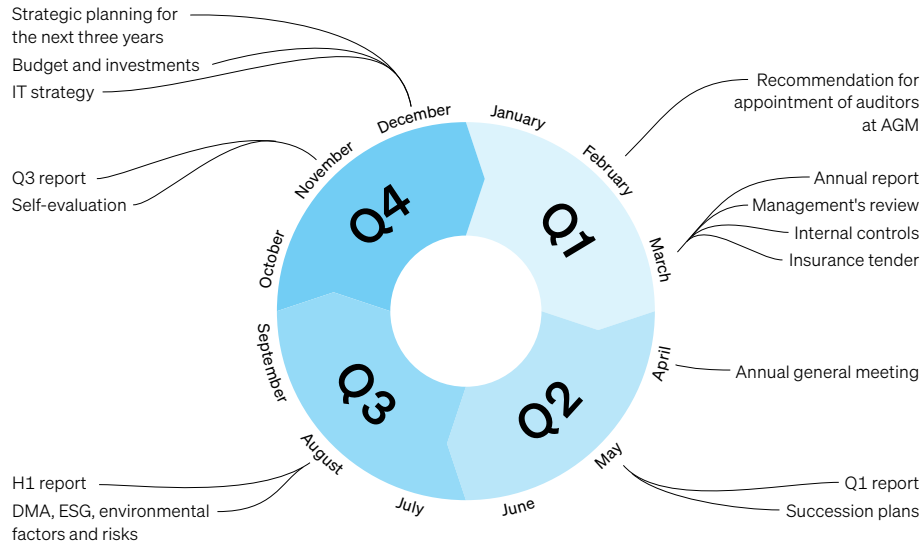 Strategic planning for
the next three years
Budget and investments
IT strategy
Q3 report
Self-evaluation
H1 report
DMA, ESG, environmental
factors and risks
December
January
February
March
April
May
June
July
August
September
October
November
Q1
Q2
Q3
Q4
Recommendation for
appointment of auditors
at AGM
Annual report
Management's review
Internal controls
Insurance tender
Annual general meeting
Q1 report
Succession plans